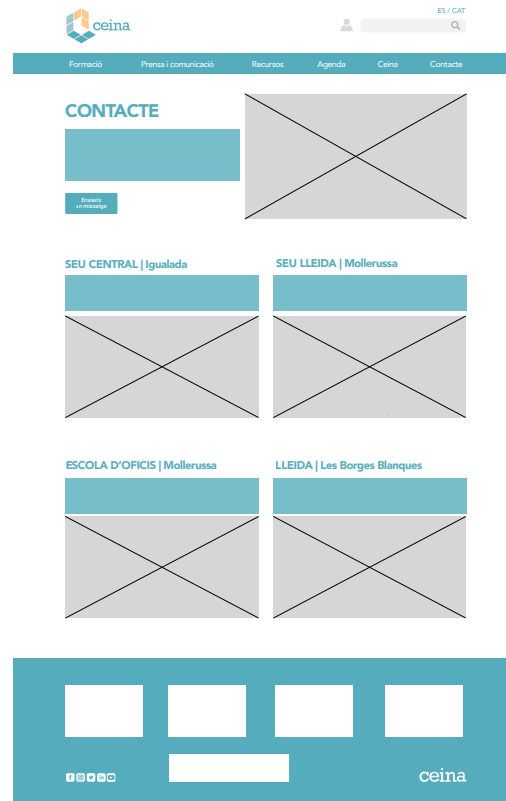 ES / CAT
ceina
Formació Prensa i comunicació Recursos Agenda Ceina Contacte
CONTACTE
Envian's
un missatge
SEU CENTRAL | Igualada
SEU LLEIDA | Mollerussa
ESCOLA D'OFICIS | Mollerussa
LLEIDA | Les Borges Blanques
ceina